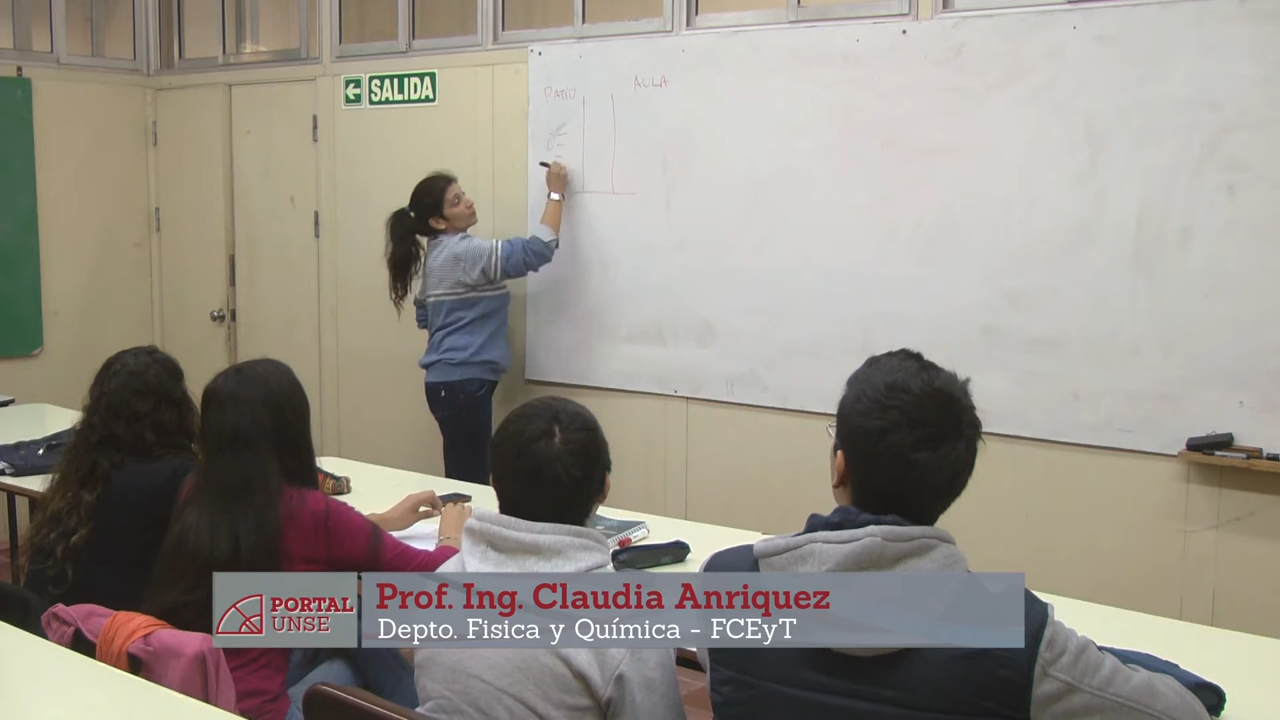 SALIDA
PATIO
AULA
PORTAL
UNSE
Prof. Ing. Claudia Anriquez
Depto. Fisica y Química - FCEyT